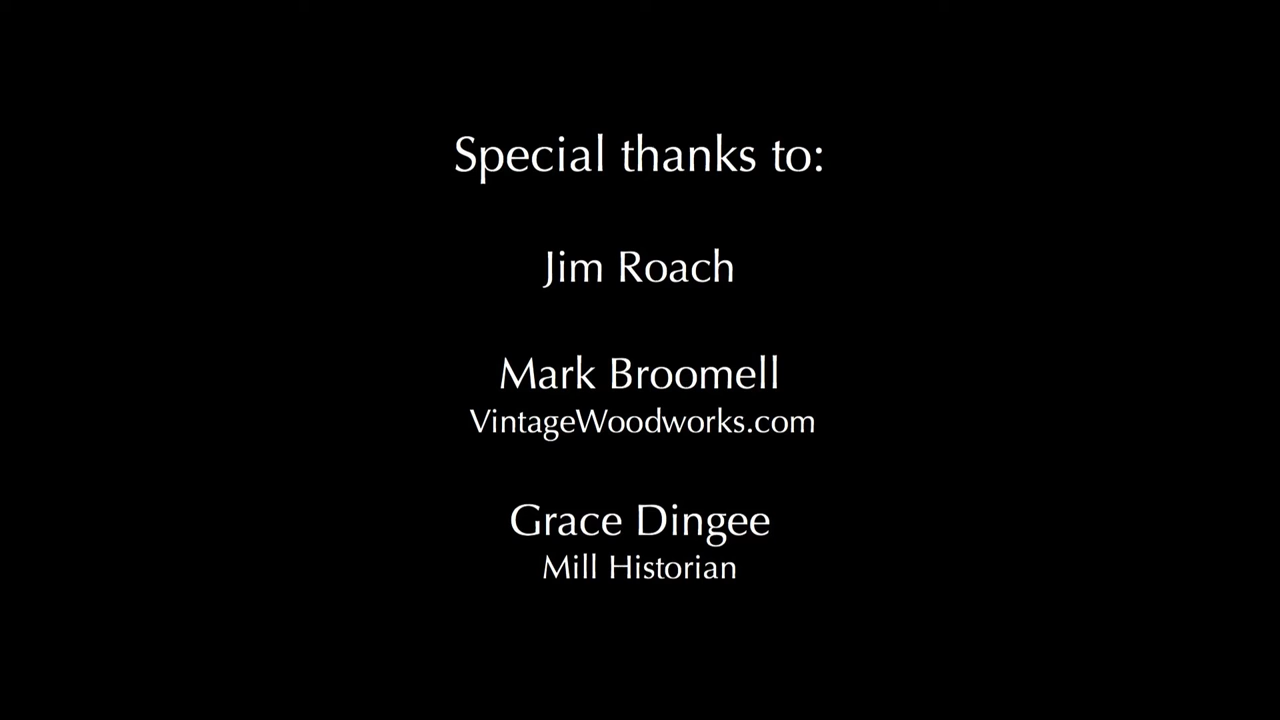 Special thanks to:
Jim Roach
Mark Broomell
VintageWoodworks.com
Grace Dingee
Mill Historian